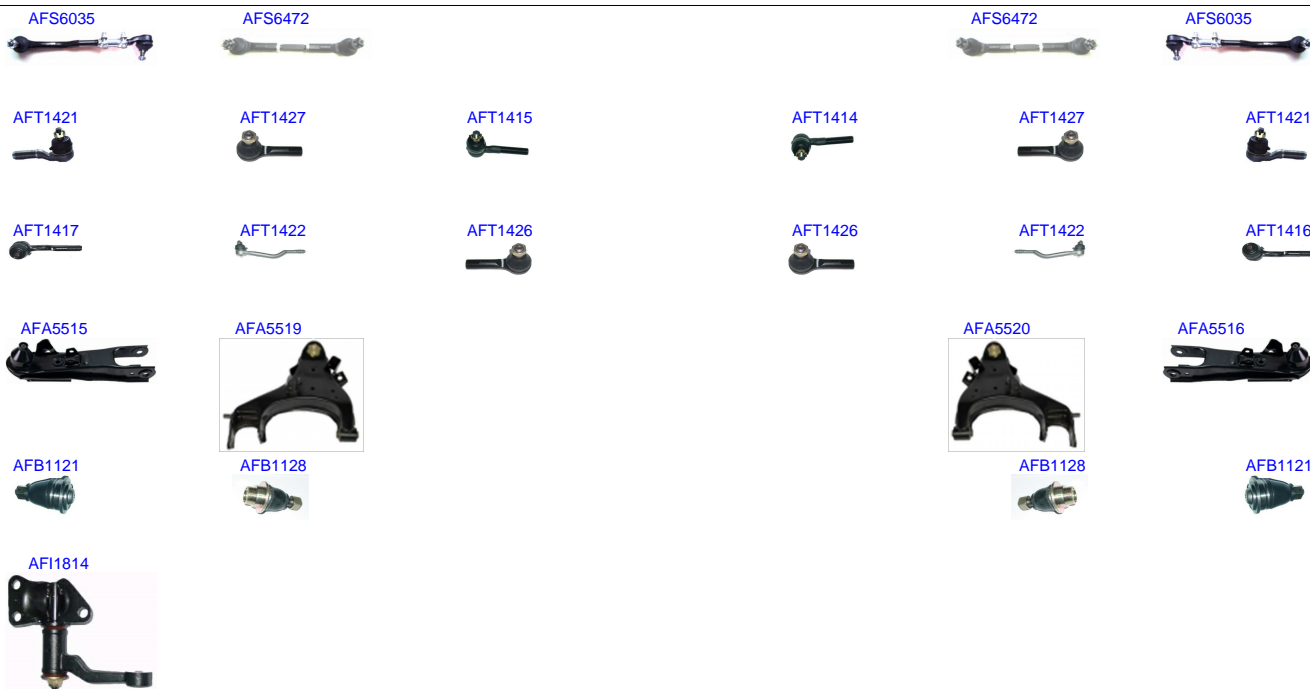 AFS6035 AFS6472 AFS6472 AFS6035
AFT1421 AFT1427 AFT1415 AFT1414 AFT1427 AFT1421
AFT1417 AFT1422 AFT1426 AFT1426 AFT1422 AFT1416
AFA5515 AFA5519 AFA5520 AFA5516
AFB1121 AFB1128 AFB1128 AFB1121
AFI1814